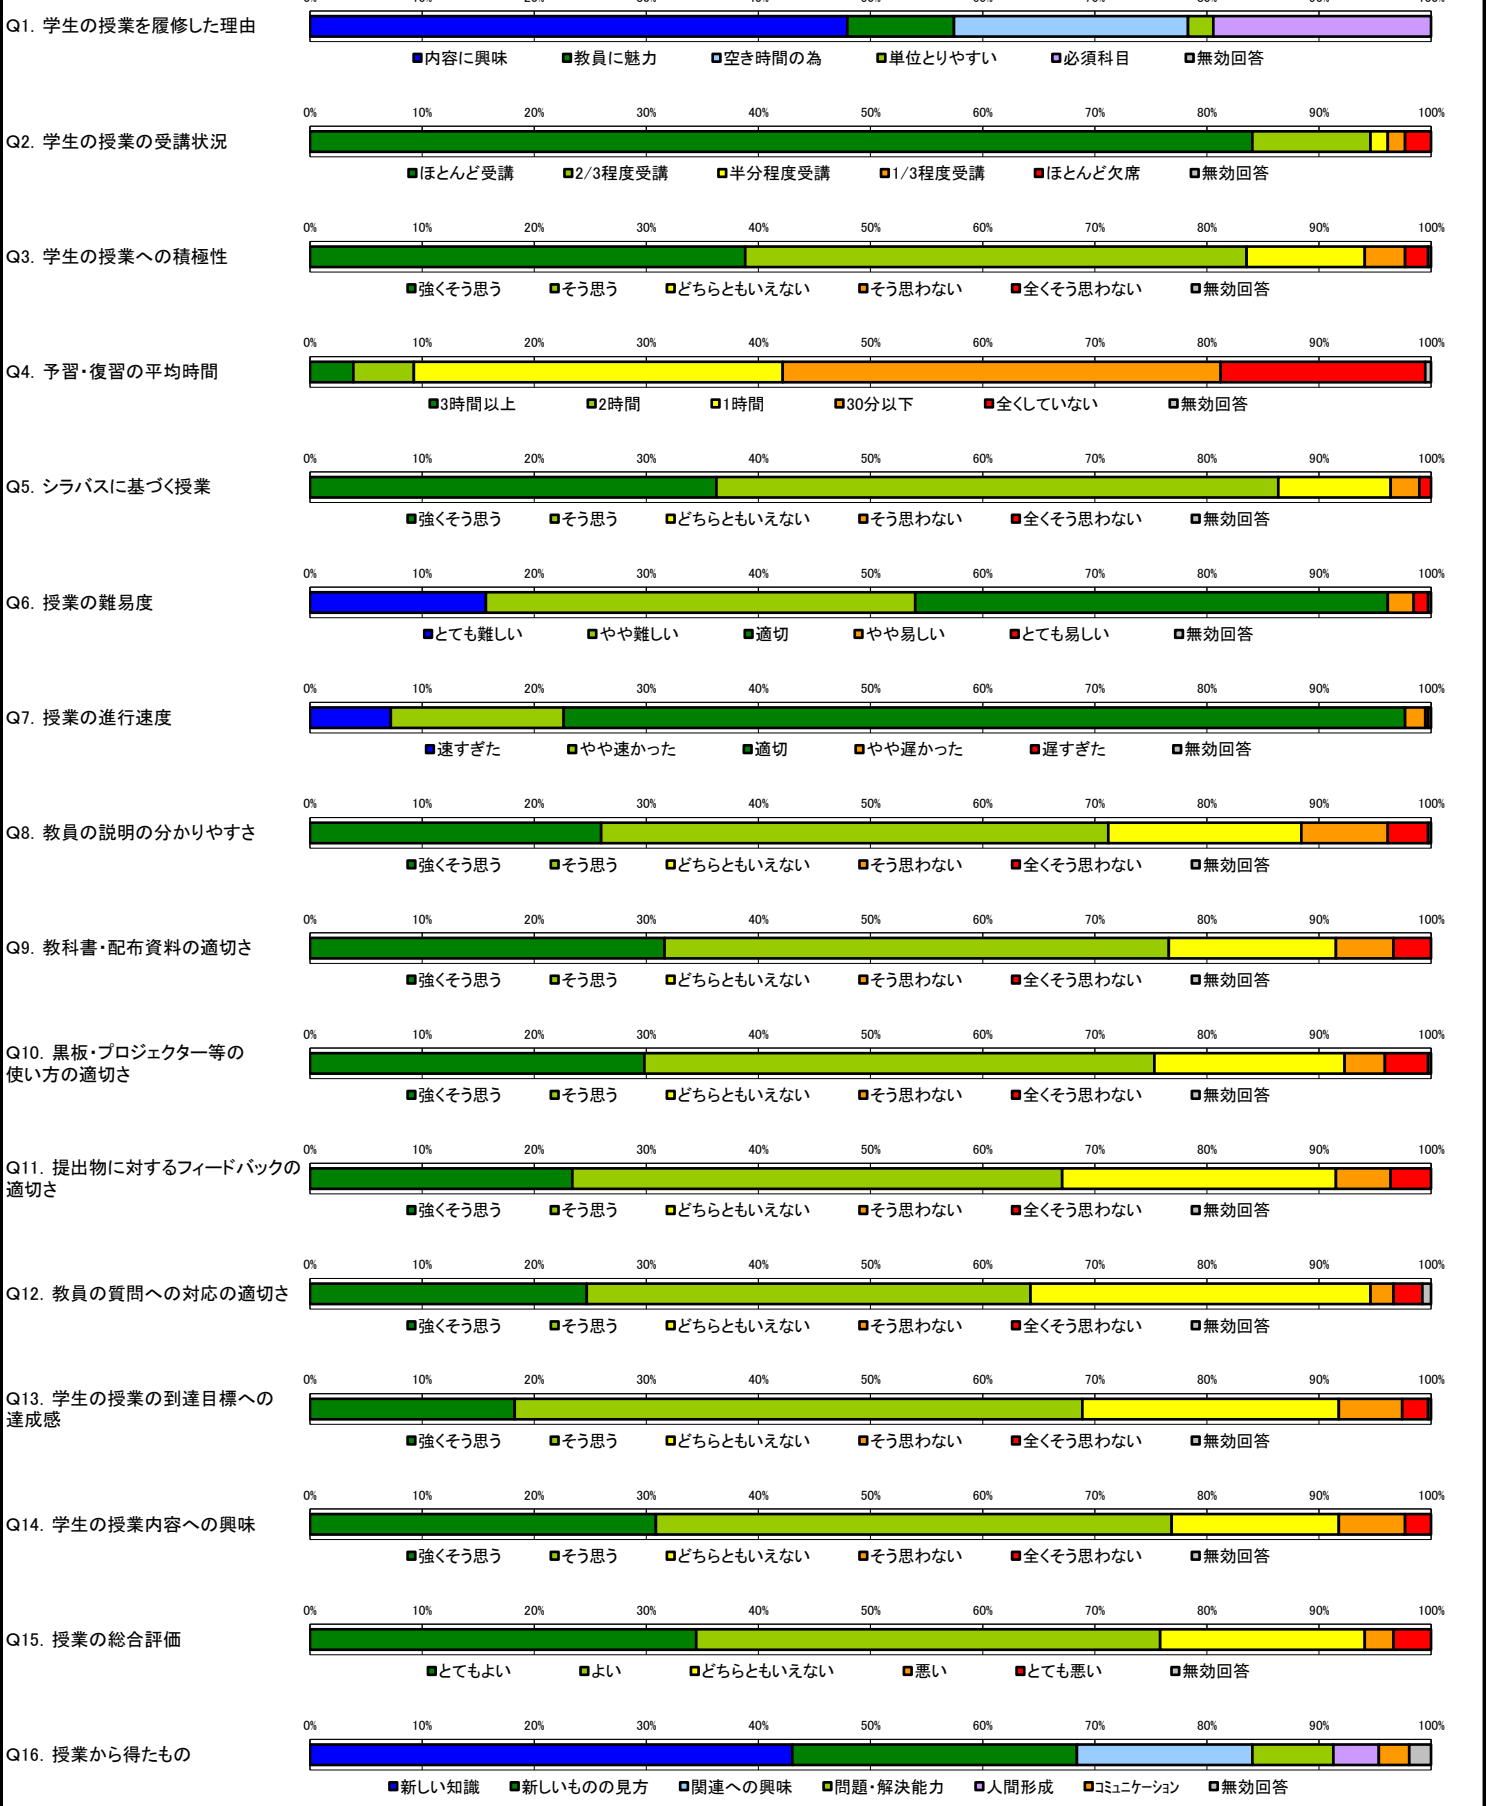 Q1. 学生の授業を履修した理由
■内容に興味 ■教員に魅力 ■空き時間の為 ■単位とりやすい ■必須科目 ■無効回答
0% 10% 20% 30% 40% 50% 60% 70% 80% 90% 100%
Q2. 学生の授業の受講状況
■ほとんど受講 ■2/3程度受講 ■半分程度受講 ■1/3程度受講 ■ほとんど欠席 ■無効回答
0% 10% 20% 30% 40% 50% 60% 70% 80% 90% 100%
Q3. 学生の授業への積極性
■強くそう思う ■そう思う ■どちらともいえない ■そう思わない ■全くそう思わない ■無効回答
0% 10% 20% 30% 40% 50% 60% 70% 80% 90% 100%
Q4. 予習・復習の平均時間
■3時間以上 ■2時間 ■1時間 ■30分以下 ■全くしていない ■無効回答
0% 10% 20% 30% 40% 50% 60% 70% 80% 90% 100%
Q5. シラバスに基づく授業
■強くそう思う ■そう思う ■どちらともいえない ■そう思わない ■全くそう思わない ■無効回答
0% 10% 20% 30% 40% 50% 60% 70% 80% 90% 100%
Q6. 授業の難易度
■とても難しい ■やや難しい ■適切 ■やや易しい ■とても易しい ■無効回答
0% 10% 20% 30% 40% 50% 60% 70% 80% 90% 100%
Q7. 授業の進行速度
■速すぎた ■やや速かった ■適切 ■やや遅かった ■遅すぎた ■無効回答
0% 10% 20% 30% 40% 50% 60% 70% 80% 90% 100%
Q8. 教員の説明の分かりやすさ
■強くそう思う ■そう思う ■どちらともいえない ■そう思わない ■全くそう思わない ■無効回答
0% 10% 20% 30% 40% 50% 60% 70% 80% 90% 100%
Q9. 教科書・配布資料の適切さ
■強くそう思う ■そう思う ■どちらともいえない ■そう思わない ■全くそう思わない ■無効回答
0% 10% 20% 30% 40% 50% 60% 70% 80% 90% 100%
Q10. 黒板・プロジェクター等の
使い方の適切さ
■強くそう思う ■そう思う ■どちらともいえない ■そう思わない ■全くそう思わない ■無効回答
0% 10% 20% 30% 40% 50% 60% 70% 80% 90% 100%
Q11. 提出物に対するフィードバックの
適切さ
■強くそう思う ■そう思う ■どちらともいえない ■そう思わない ■全くそう思わない ■無効回答
0% 10% 20% 30% 40% 50% 60% 70% 80% 90% 100%
Q12. 教員の質問への対応の適切さ
■強くそう思う ■そう思う ■どちらともいえない ■そう思わない ■全くそう思わない ■無効回答
0% 10% 20% 30% 40% 50% 60% 70% 80% 90% 100%
Q13. 学生の授業の到達目標への
達成感
■強くそう思う ■そう思う ■どちらともいえない ■そう思わない ■全くそう思わない ■無効回答
0% 10% 20% 30% 40% 50% 60% 70% 80% 90% 100%
Q14. 学生の授業内容への興味
■強くそう思う ■そう思う ■どちらともいえない ■そう思わない ■全くそう思わない ■無効回答
0% 10% 20% 30% 40% 50% 60% 70% 80% 90% 100%
Q15. 授業の総合評価
■とてもよい ■よい ■どちらともいえない ■悪い ■とても悪い ■無効回答
0% 10% 20% 30% 40% 50% 60% 70% 80% 90% 100%
Q16. 授業から得たもの
■新しい知識 ■新しいものの見方 ■関連への興味 ■問題・解決能力 ■人間形成 ■コミュニケーション ■無効回答